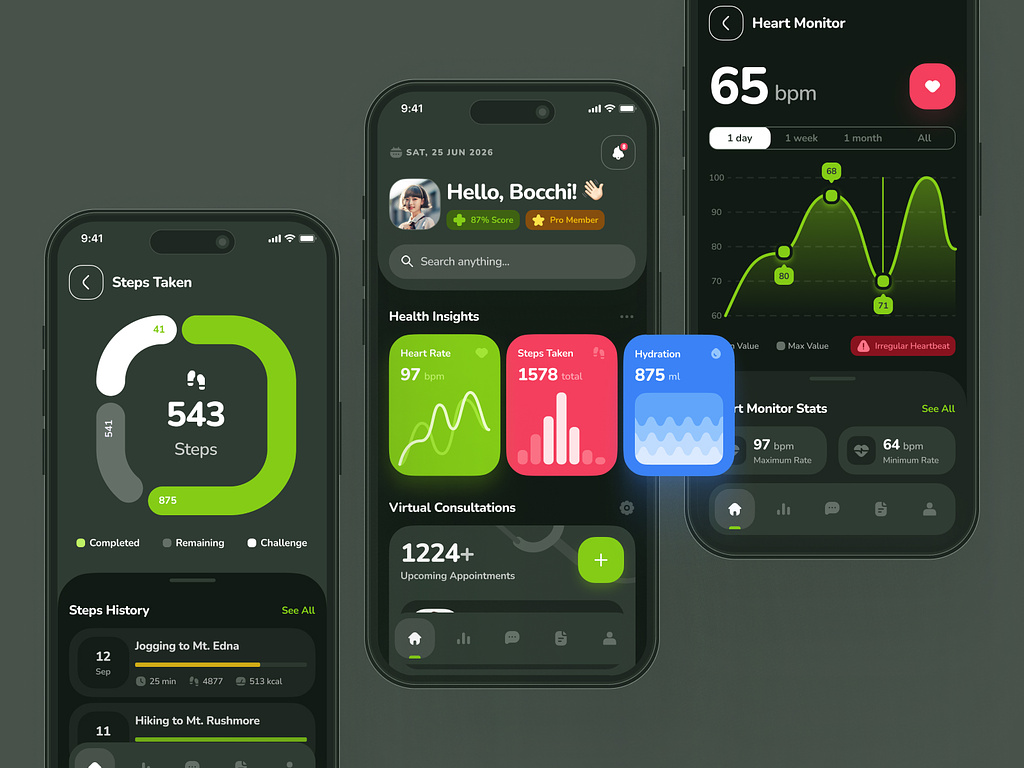 9:41
Steps Taken
41
543
Steps
541
875
Completed
Remaining
Challenge
Steps History
See All
12
Sep
Jogging to Mt. Edna
25 min
4877
513 kcal
11
Hiking to Mt. Rushmore
9:41
SAT, 25 JUN 2026
8
Hello, Bocchi!
87% Score
Pro Member
Search anything...
Health Insights
Heart Rate
97 bpm
Steps Taken
1578 total
Hydration
875 ml
Virtual Consultations
1224+
Upcoming Appointments
Heart Monitor
65 bpm
1 day
1 week
1 month
All
100
90
80
70
60
68
80
71
n Value
Max Value
Irregular Heartbeat
rt Monitor Stats
See All
97 bpm
Maximum Rate
64 bpm
Minimum Rate